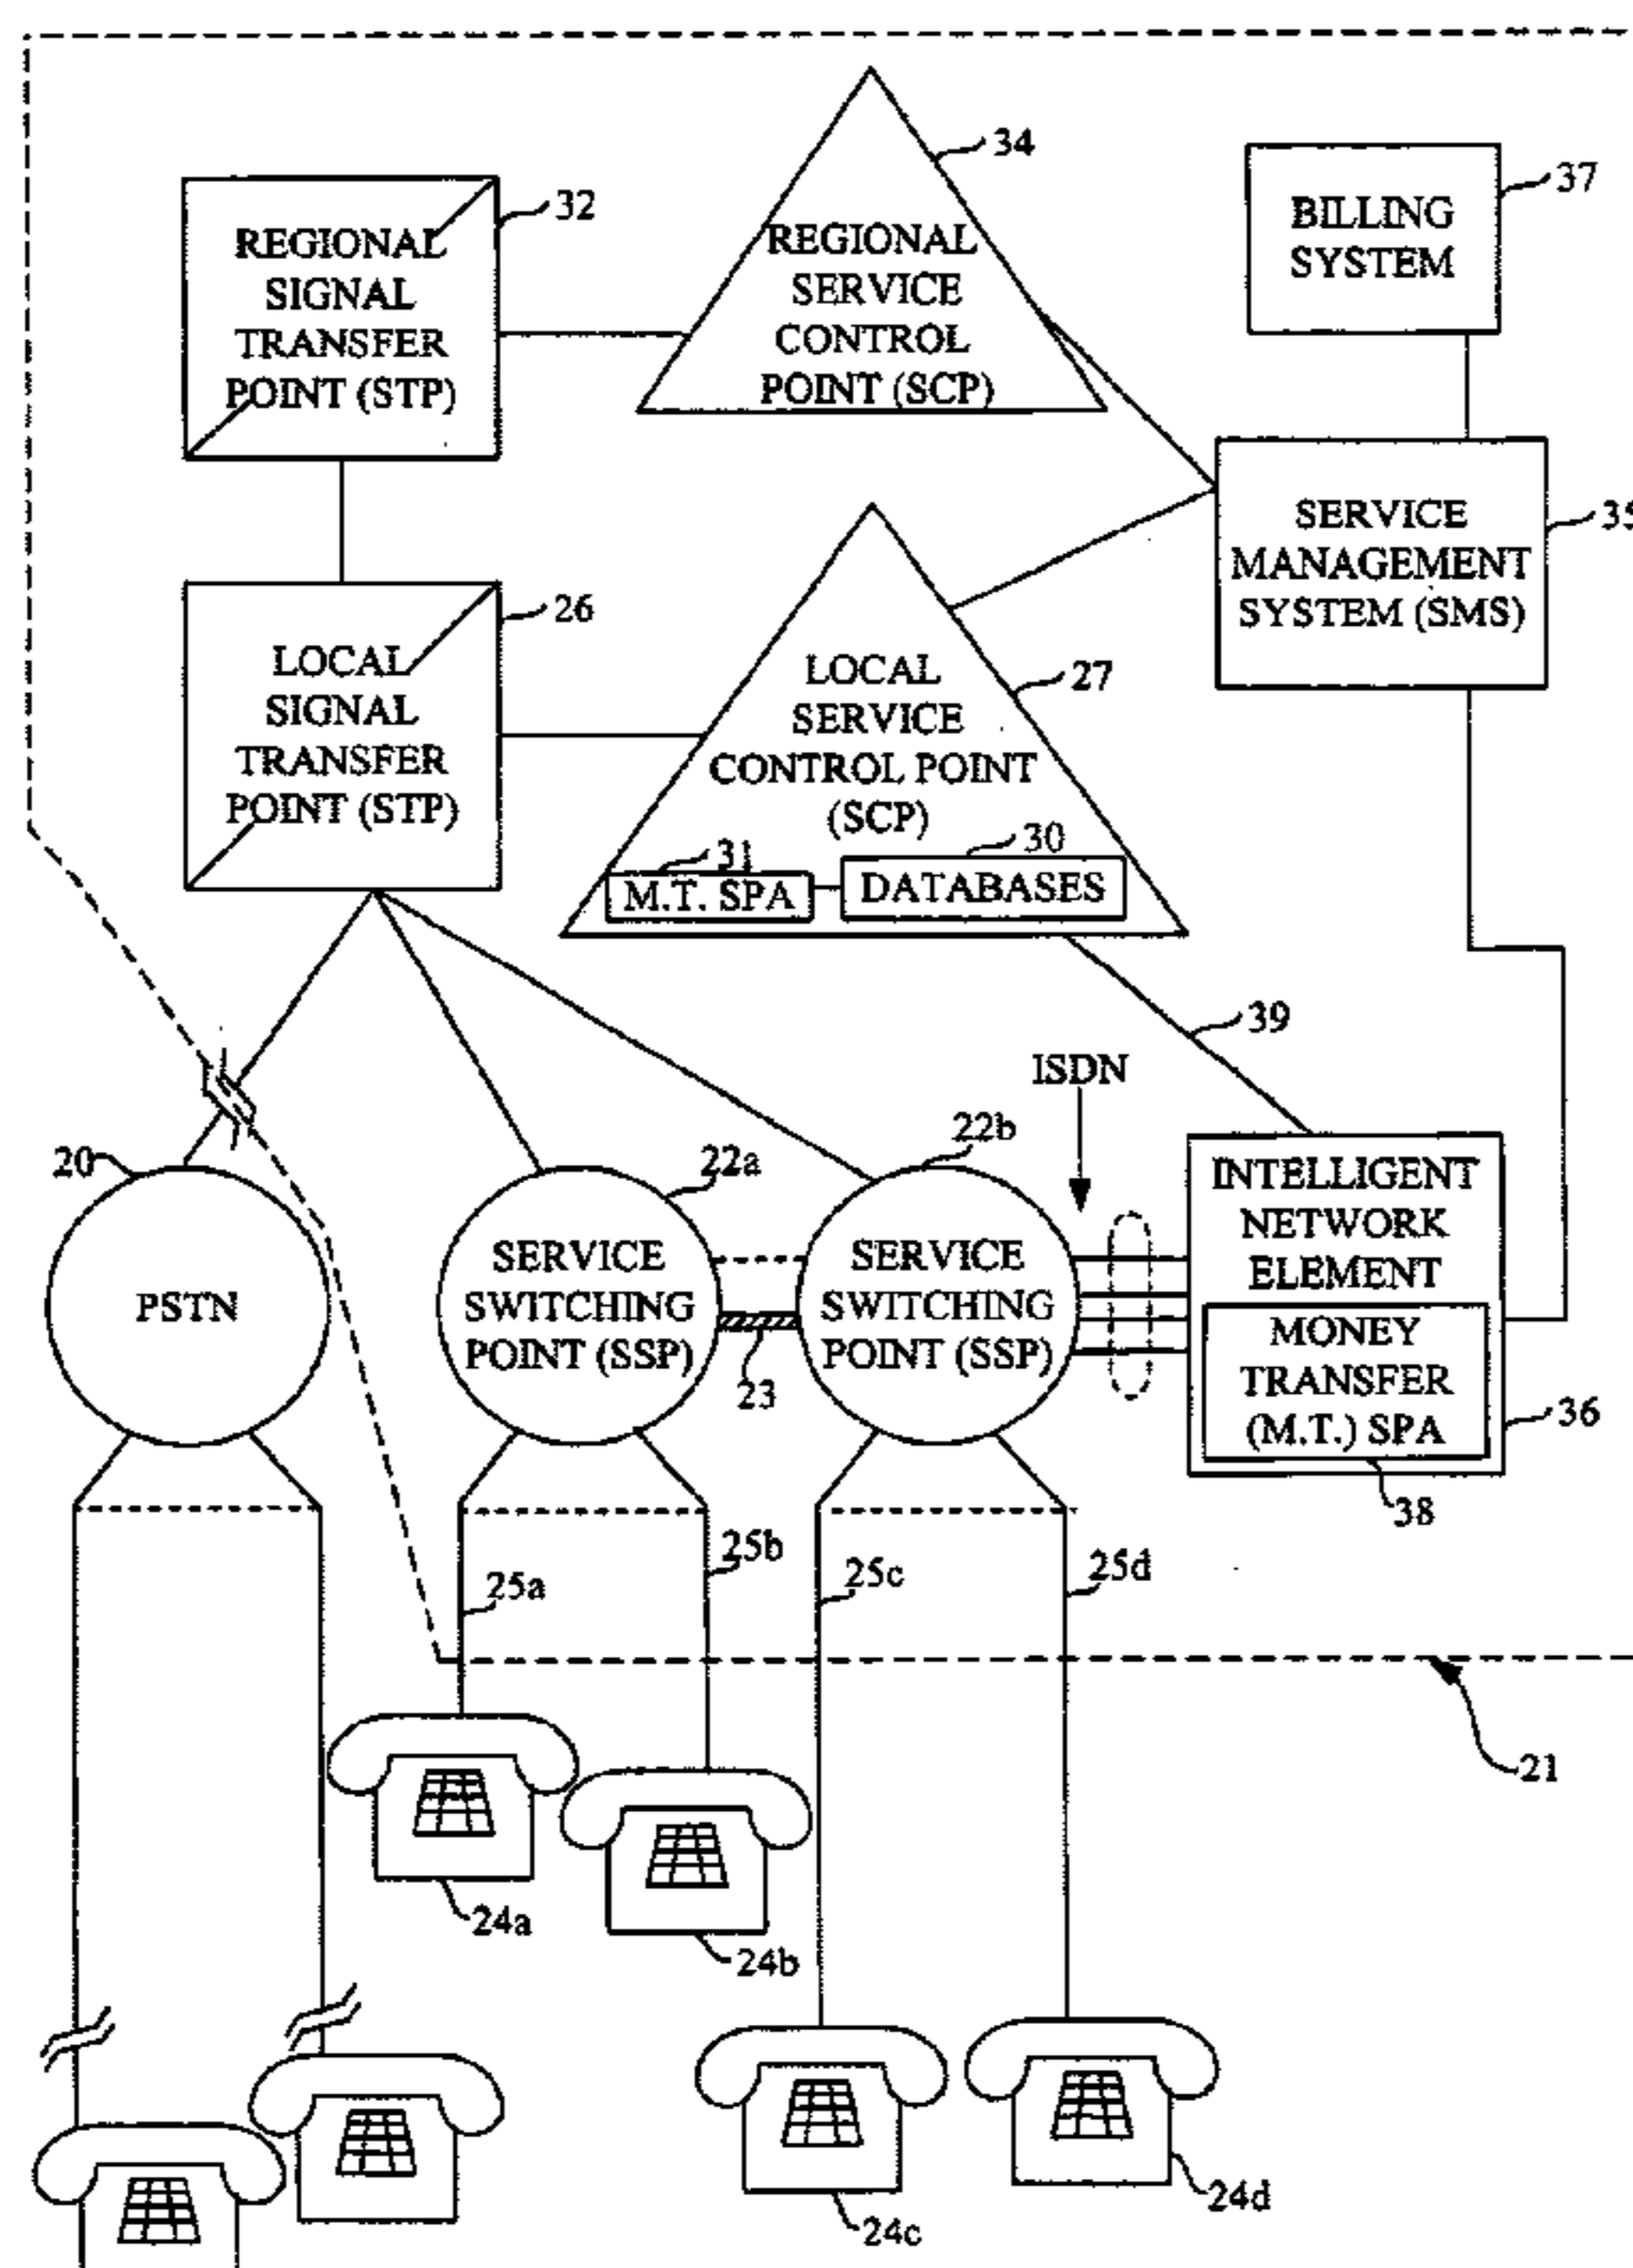 34
37
32
REGIONAL
SIGNAL
TRANSFER
POINT (STP)
REGIONAL
SERVICE
CONTROL
POINT (SCP)
BILLING
SYSTEM
SERVICE
MANAGEMENT
SYSTEM (SMS)
35
26
LOCAL
SIGNAL
TRANSFER
POINT (STP)
LOCAL
SERVICE
CONTROL POINT
(SCP)
27
31
30
M.T. SPA
DATABASES
39
ISDN
20
22a
22b
PSTN
SERVICE
SWITCHING
POINT (SSP)
SERVICE
SWITCHING
POINT (SSP)
23
INTELLIGENT
NETWORK
ELEMENT
MONEY
TRANSFER
(M.T.) SPA
36
38
25a
25b
25c
25d
21
24a
24b
24c
24d